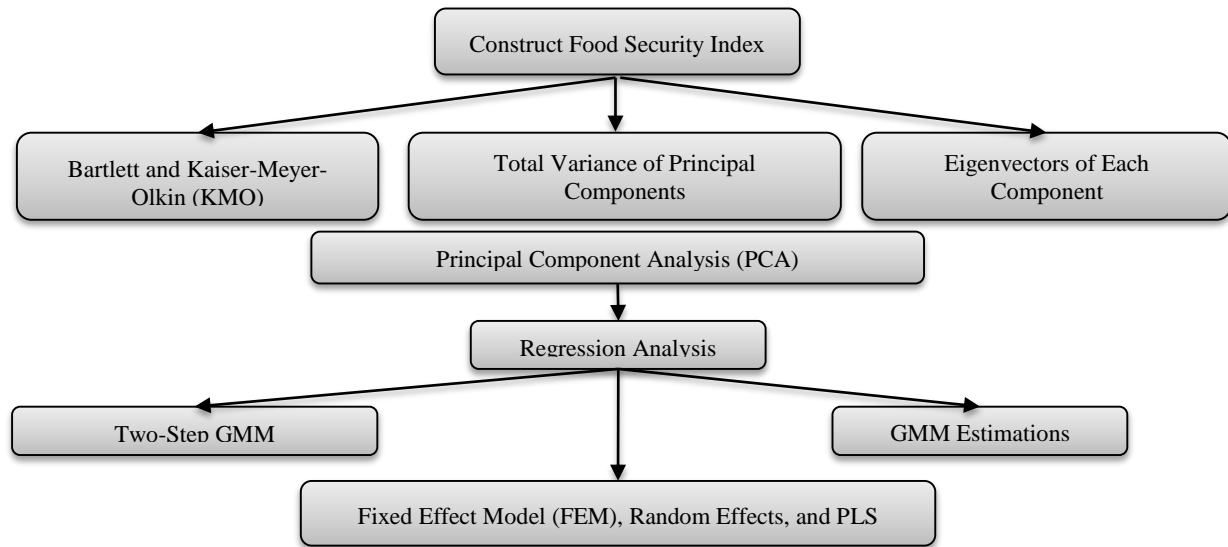 Construct Food Security Index
Bartlett and Kaiser-Meyer-
Olkin (KMO)
Total Variance of Principal
Components
Eigenvectors of Each
Component
Principal Component Analysis (PCA)
Regression Analysis
Two-Step GMM
GMM Estimations
Fixed Effect Model (FEM), Random Effects, and PLS